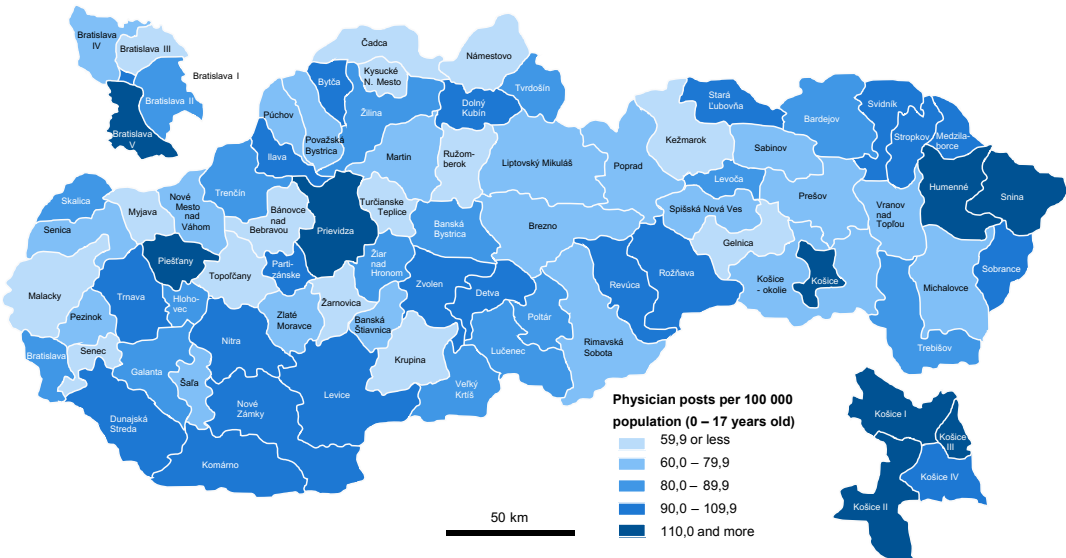 Bratislava
IV
Bratislava III
Bratislava I
Bratislava II
Bratislava
V
Čadca
Námestovo
Kysucké
N. Mesto
Bytča
Tvrdošín
Dolný
Kubín
Žilina
Púchov
Považská
Bystrica
Ilava
Martin
Ružom-
berok
Liptovský Mikuláš
Poprad
Kežmarok
Stará
Ľubovňa
Bardejov
Svidník
Stropkov
Medzila-
borce
Sabinov
Levoča
Prešov
Humenné
Snina
Vranov
nad
Topľou
Spišská Nová Ves
Gelnica
Skalica
Senica
Myjava
Nové
Mesto
nad
Váhom
Trenčín
Bánovce
nad
Bebravou
Prievidza
Turčianske
Teplice
Banská
Bystrica
Brezno
Piešťany
Topoľčany
Partizánske
Žiar
nad
Hronom
Zvolen
Detva
Revúca
Rožňava
Košice
- okolie
Košice
Michalovce
Sobrance
Malacky
Pezinok
Trnava
Hloho-
vec
Zlaté
Moravce
Žarnovica
Banská
Štiavnica
Poltár
Rimavská
Sobota
Trebišov
Bratislava
Senec
Galanta
Nitra
Šaľa
Krupina
Lučenec
Veľký
Krtíš
Levice
Dunajská
Streda
Nové
Zámky
Komárno
Physician posts per 100 000
population (0 – 17 years old)
59,9 or less
60,0 – 79,9
80,0 – 89,9
90,0 – 109,9
110,0 and more
50 km
Košice I
Košice
III
Košice IV
Košice II